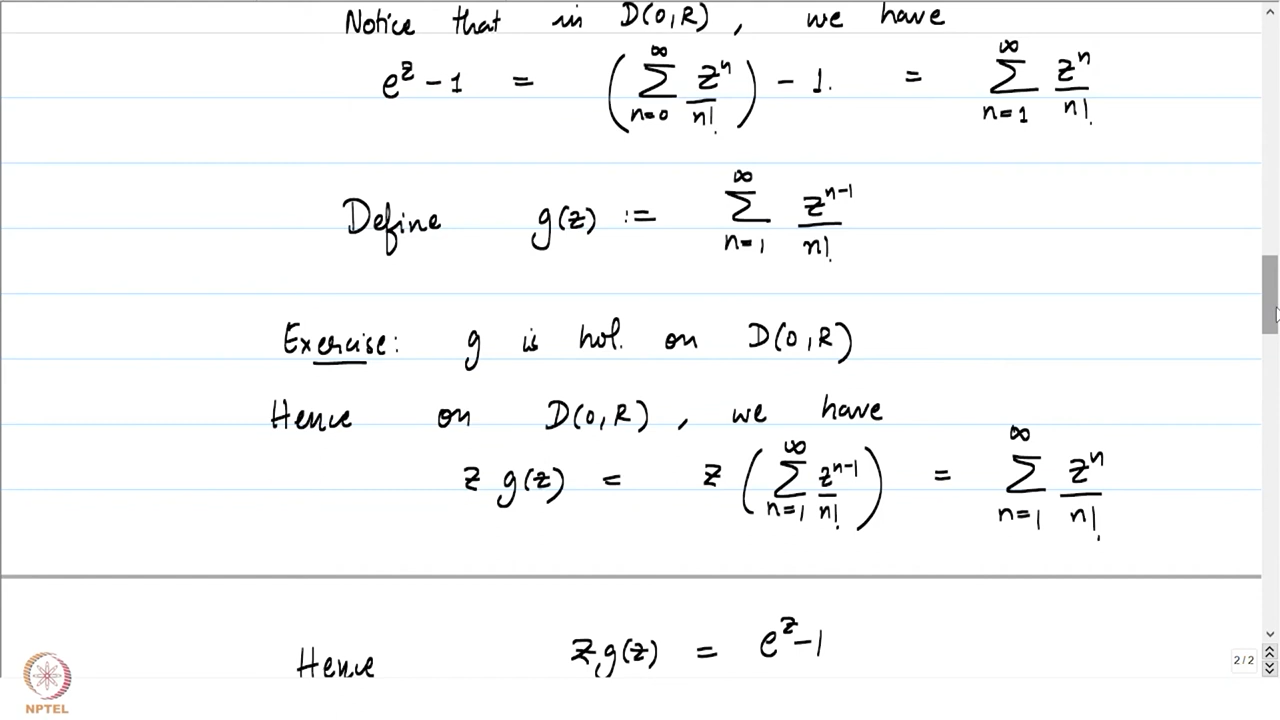 Notice that in D(0,R), we have
e^z - 1 = (∑_{n=0}^{∞} z^n/n!) - 1. = ∑_{n=1}^{∞} z^n/n!
Define g(z) := ∑_{n=1}^{∞} z^{n-1}/n!
Exercise: g is hol. on D(0,R)
Hence on D(0,R), we have
z g(z) = z (∑_{n=1}^{∞} z^{n-1}/n!) = ∑_{n=1}^{∞} z^n/n!
Hence z g(z) = e^z - 1
2/2
NPTEL